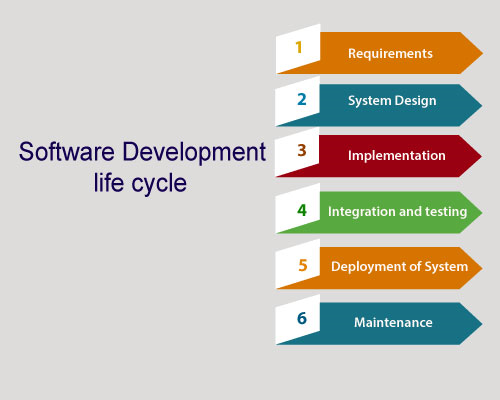 Software Development
life cycle
1 Requirements
2 System Design
3 Implementation
4 Integration and testing
5 Deployment of System
6 Maintenance